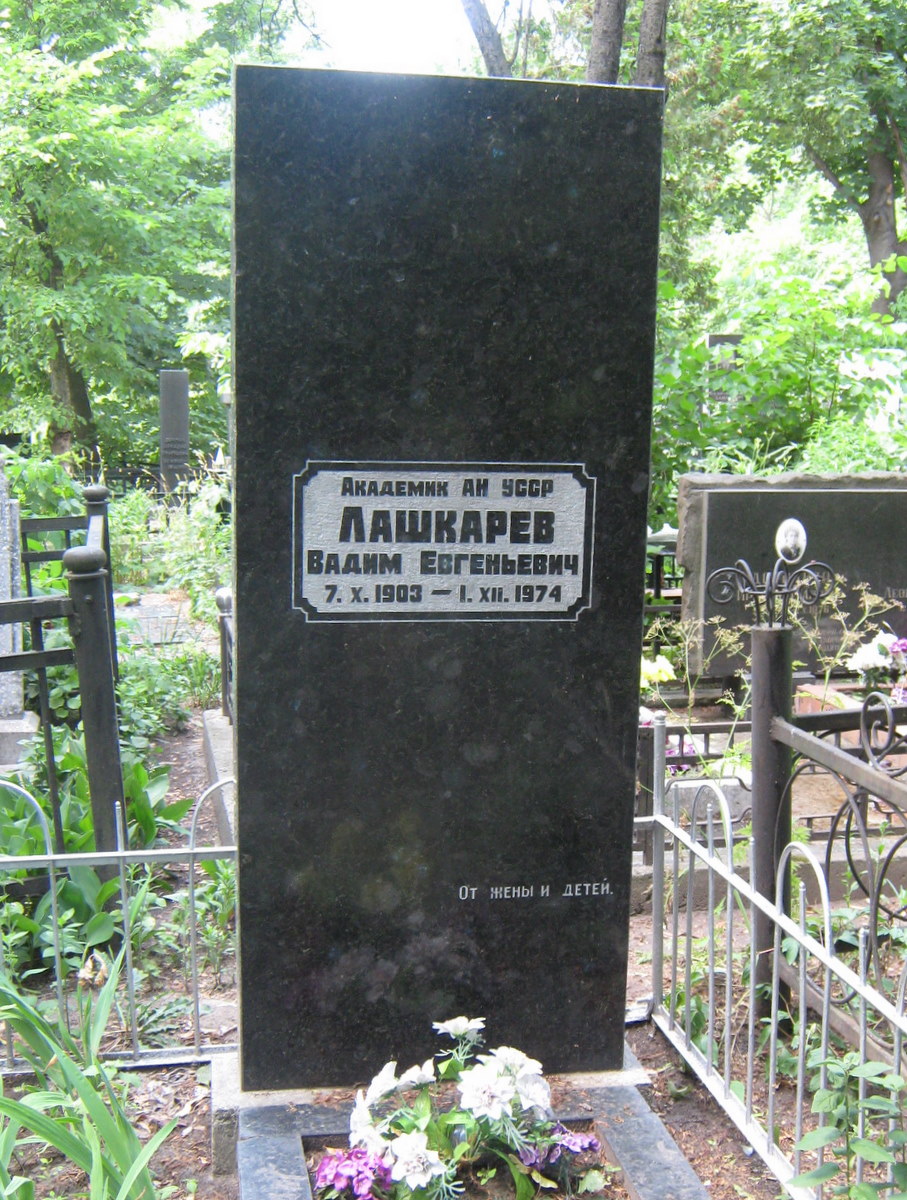 Академик АН УССР
ЛАШКАРЕВ
Вадим Евгеньевич
7. X. 1903 — 1. XII. 1974
От жены и детей.